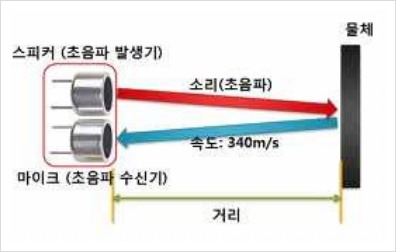 물체
스피커 (초음파 발생기)
소리(초음파)
속도: 340m/s
마이크 (초음파 수신기)
거리